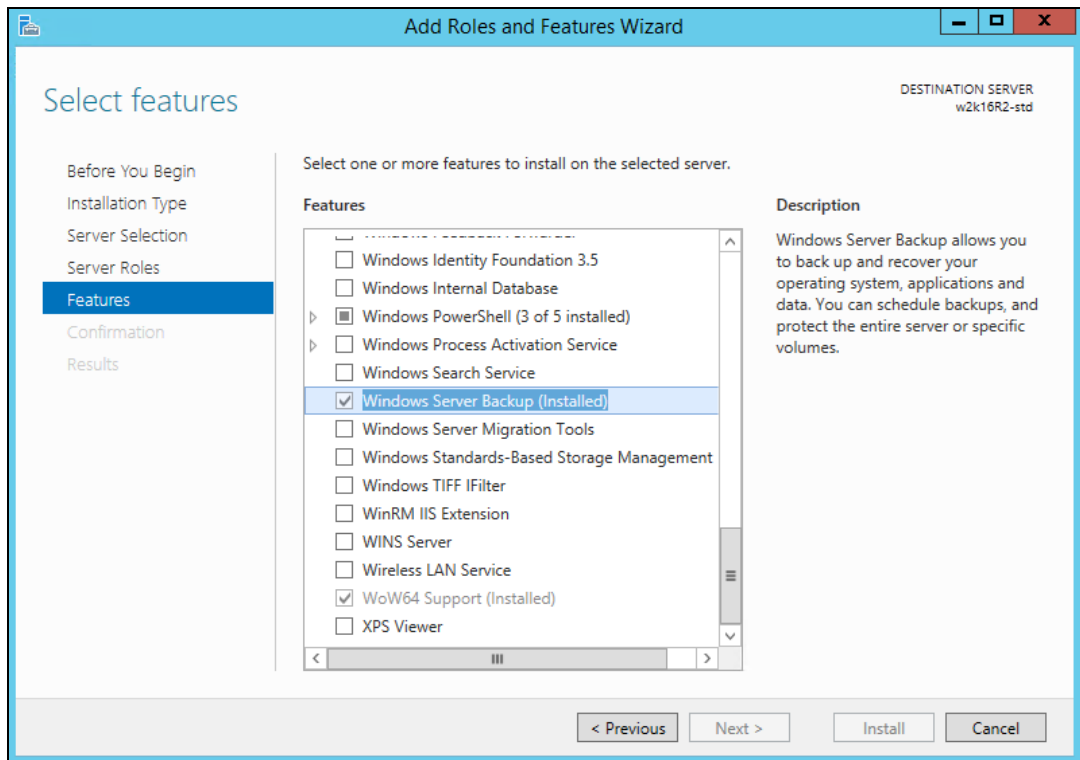 Add Roles and Features Wizard
Select features
DESTINATION SERVER
w2k16R2-std
Before You Begin
Installation Type
Server Selection
Server Roles
Features
Confirmation
Results
Select one or more features to install on the selected server.
Features
Windows Identity Foundation 3.5
Windows Internal Database
Windows PowerShell (3 of 5 installed)
Windows Process Activation Service
Windows Search Service
Windows Server Backup (Installed)
Windows Server Migration Tools
Windows Standards-Based Storage Management
Windows TIFF IFilter
WinRM IIS Extension
WINS Server
Wireless LAN Service
WoW64 Support (Installed)
XPS Viewer
Description
Windows Server Backup allows you
to back up and recover your
operating system, applications and
data. You can schedule backups, and
protect the entire server or specific
volumes.
< Previous
Next >
Install
Cancel